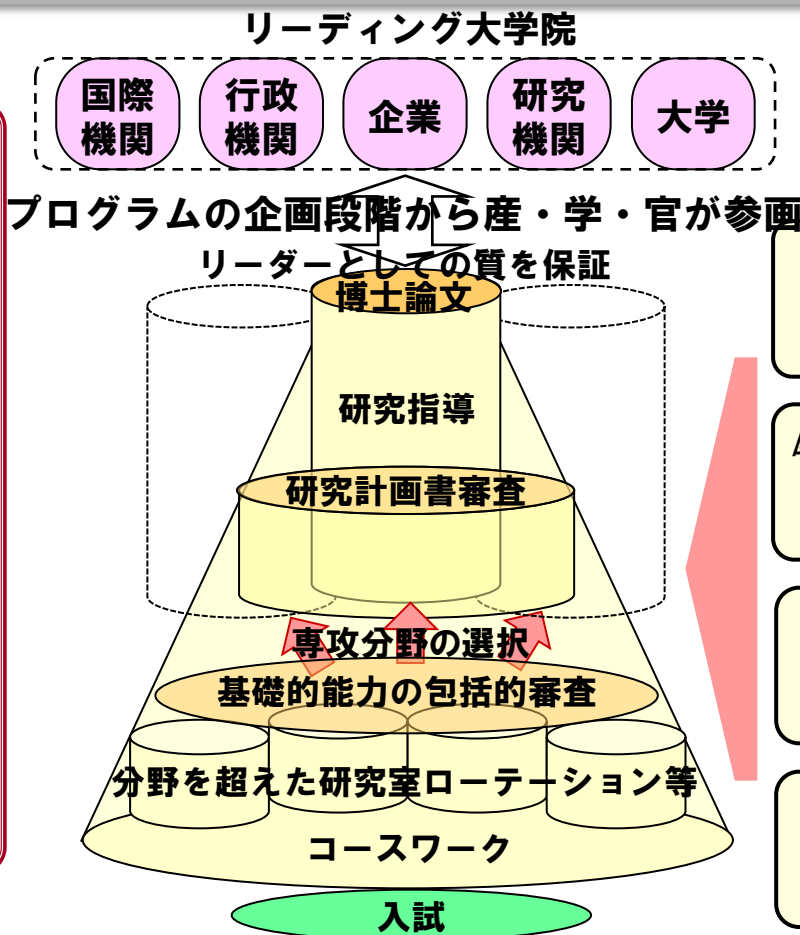 リーディング大学院
国際
機関
行政
機関
企業
研究
機関
大学
プログラムの企画段階から産・学・官が参画
リーダーとしての質を保証
博士論文
研究指導
研究計画書審査
専攻分野の選択
基礎的能力の包括的審査
分野を超えた研究室ローテーション等
コースワーク
入試